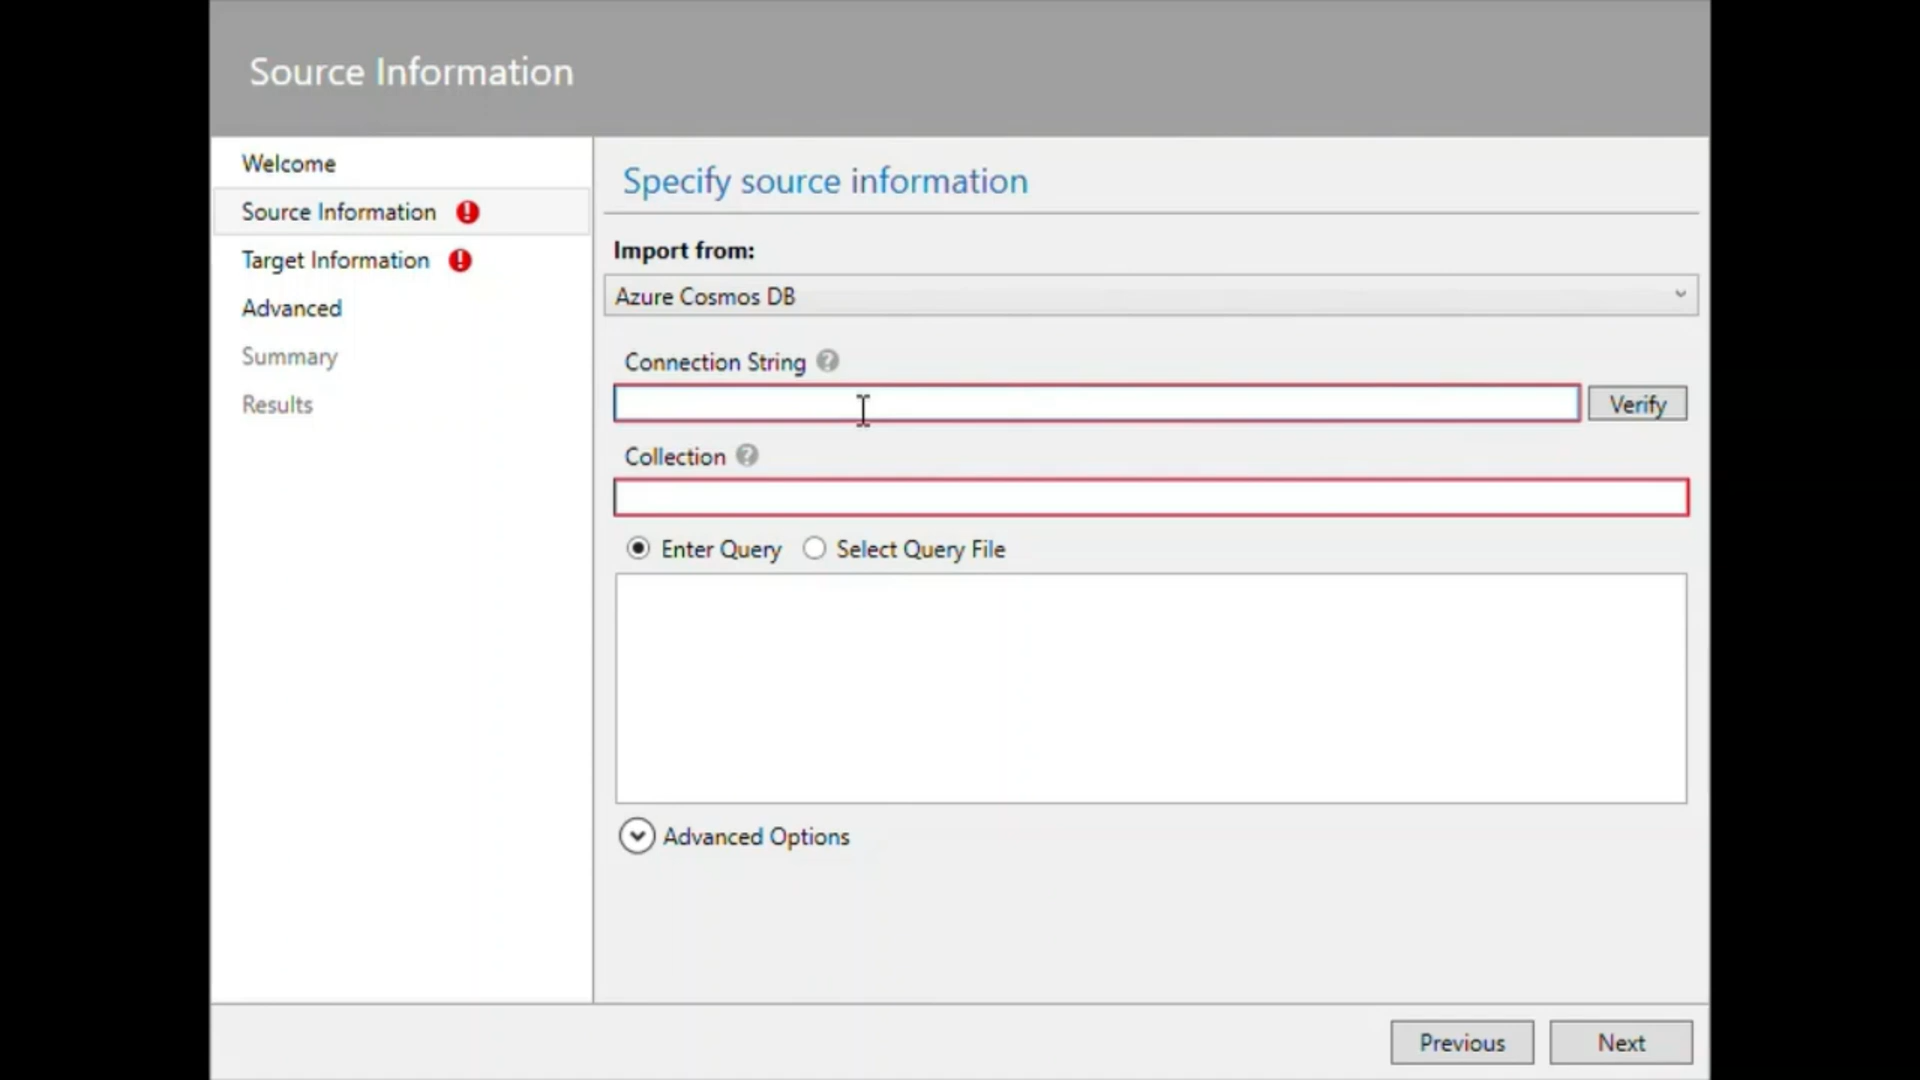 Source Information
Welcome
Source Information
Target Information
Advanced
Summary
Results
Specify source information
Import from:
Azure Cosmos DB
Connection String
Verify
Collection
Enter Query Select Query File
Advanced Options
Previous Next